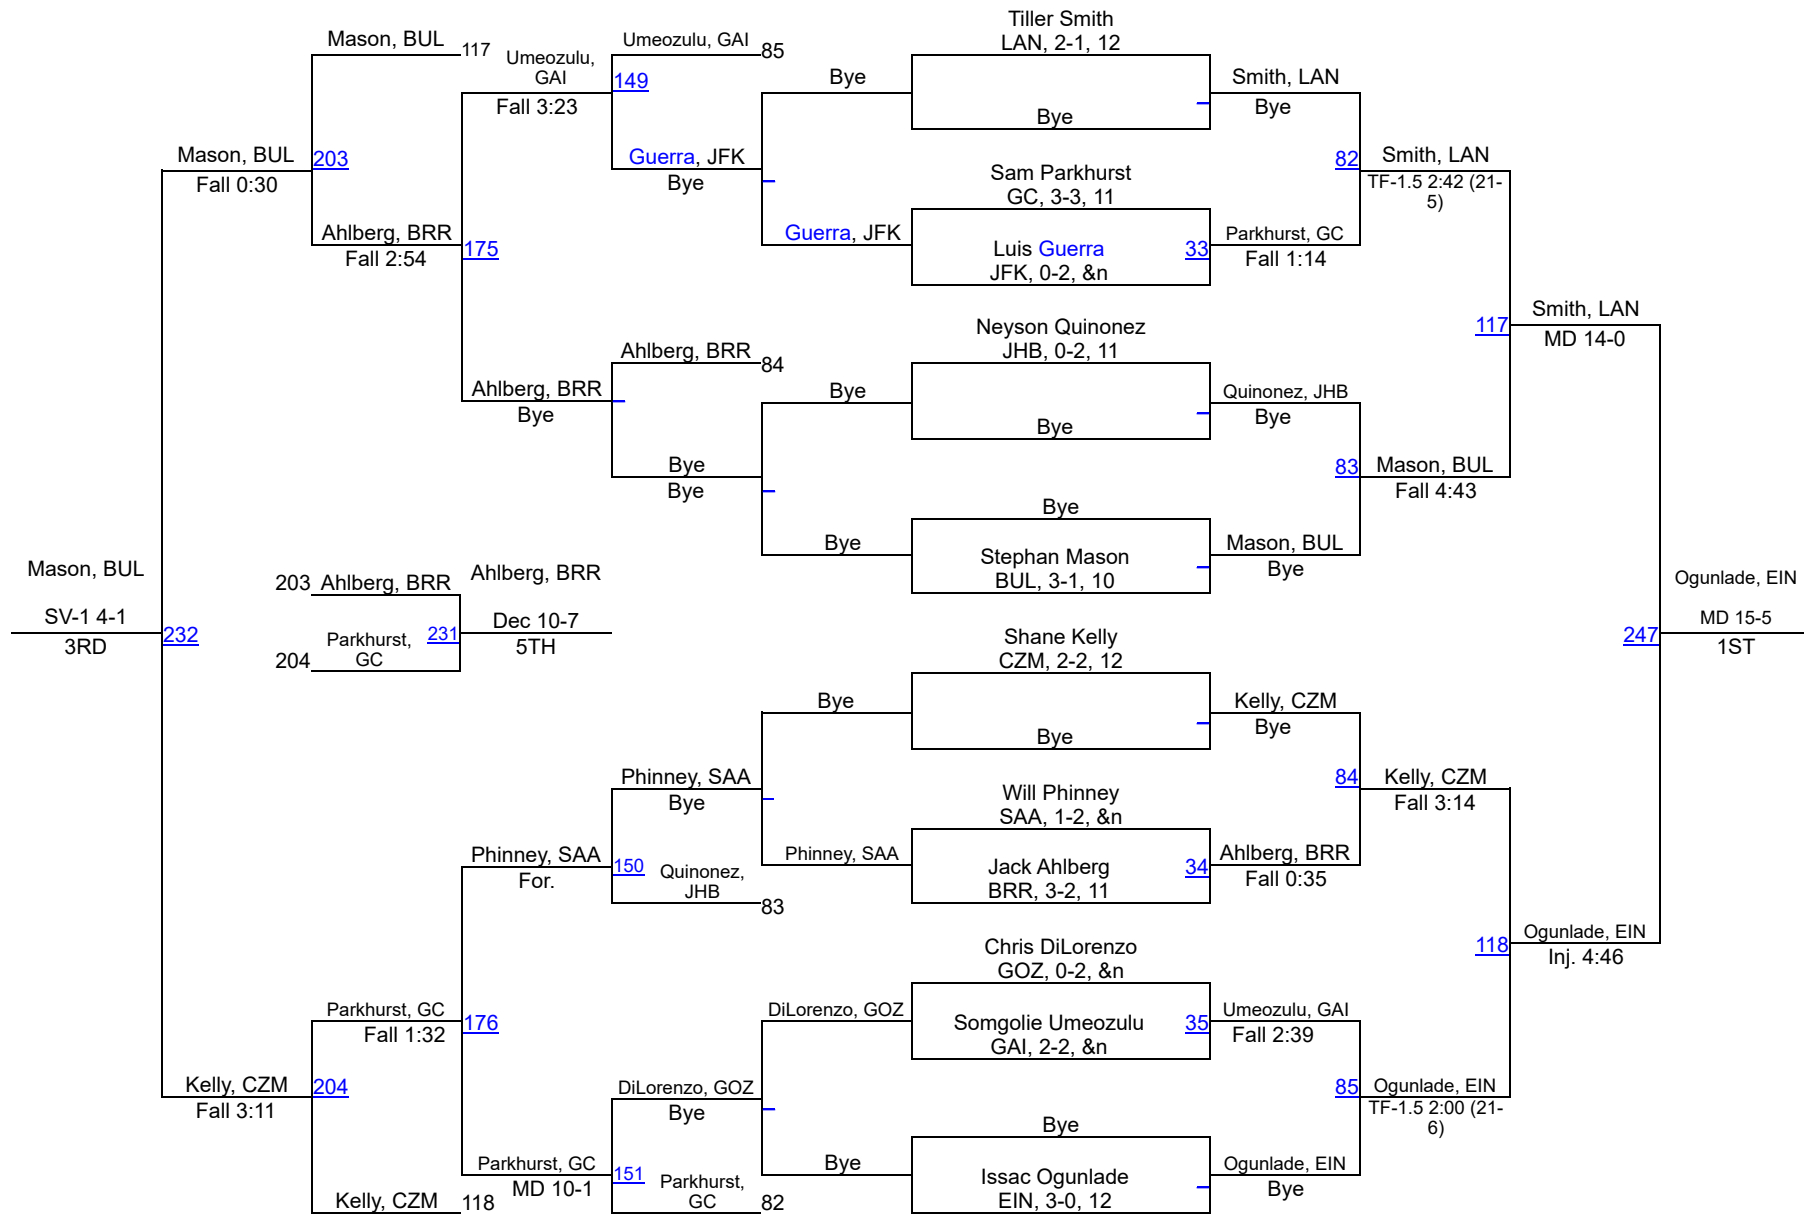 Tiller Smith
LAN, 2-1, 12
Bye
Sam Parkhurst
GC, 3-3, 11
Luis Guerra
JFK, 0-2, &n
33
Neyson Quinonez
JHB, 0-2, 11
Bye
Bye
Stephan Mason
BUL, 3-1, 10
Shane Kelly
CZM, 2-2, 12
Bye
Will Phinney
SAA, 1-2, &n
Jack Ahlberg
BRR, 3-2, 11
34
Chris DiLorenzo
GOZ, 0-2, &n
Somgolie Umeozulu
GAI, 2-2, &n
35
Bye
Issac Ogunlade
EIN, 3-0, 12
Smith, LAN
Bye
Parkhurst, GC
Fall 1:14
Quinonez, JHB
Bye
Mason, BUL
Bye
Kelly, CZM
Bye
Ahlberg, BRR
Fall 0:35
Umeozulu, GAI
Fall 2:39
Ogunlade, EIN
Bye
82
Smith, LAN
TF-1.5 2:42 (21-
5)
83
Mason, BUL
Fall 4:43
84
Kelly, CZM
Fall 3:14
85
Ogunlade, EIN
TF-1.5 2:00 (21-
6)
117
Smith, LAN
MD 14-0
118
Ogunlade, EIN
Inj. 4:46
247
Ogunlade, EIN
MD 15-5
1ST
Bye
Guerra, JFK
Bye
Bye
Bye
Phinney, SAA
DiLorenzo, GOZ
Bye
Umeozulu, GAI
85
Guerra, JFK
Bye
Ahlberg, BRR
84
Bye
Bye
Phinney, SAA
Bye
Quinonez,
JHB
83
DiLorenzo, GOZ
Bye
Parkhurst,
GC
82
149
Umeozulu,
GAI
Fall 3:23
Ahlberg, BRR
Bye
150
Phinney, SAA
For.
151
Parkhurst, GC
MD 10-1
Mason, BUL
117
175
Ahlberg, BRR
Fall 2:54
176
Parkhurst, GC
Fall 1:32
Kelly, CZM
118
203
Mason, BUL
Fall 0:30
204
Kelly, CZM
Fall 3:11
232
Mason, BUL
SV-1 4-1
3RD
203
Ahlberg, BRR
204
Parkhurst,
GC
231
Ahlberg, BRR
Dec 10-7
5TH